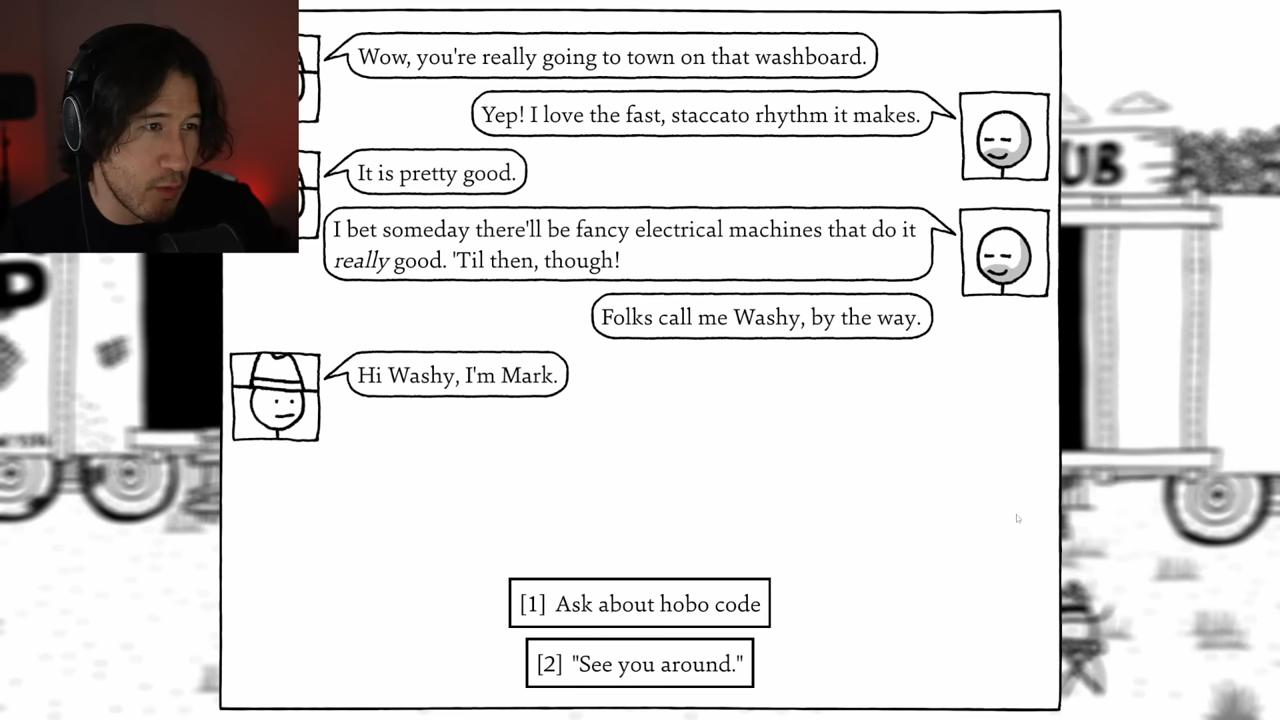 Wow, you're really going to town on that washboard.
Yep! I love the fast, staccato rhythm it makes.
It is pretty good.
I bet someday there'll be fancy electrical machines that do it
really good. 'Til then, though!
Folks call me Washy, by the way.
Hi Washy, I'm Mark.
[1] Ask about hobo code
[2] "See you around."
UB
P